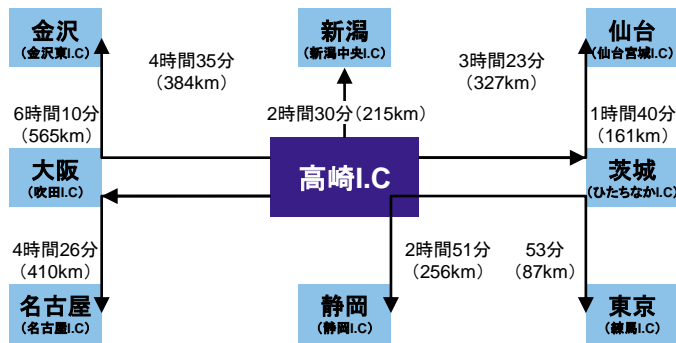 金沢
(金沢東I.C)
新潟
(新潟中央I.C)
仙台
(仙台宮城I.C)
4時間35分
(384km)
3時間23分
(327km)
6時間10分
(565km)
2時間30分(215km)
1時間40分
(161km)
大阪
(吹田I.C)
高崎I.C
茨城
(ひたちなかI.C)
4時間26分
(410km)
2時間51分
(256km)
53分
(87km)
名古屋
(名古屋I.C)
静岡
(静岡I.C)
東京
(練馬I.C)